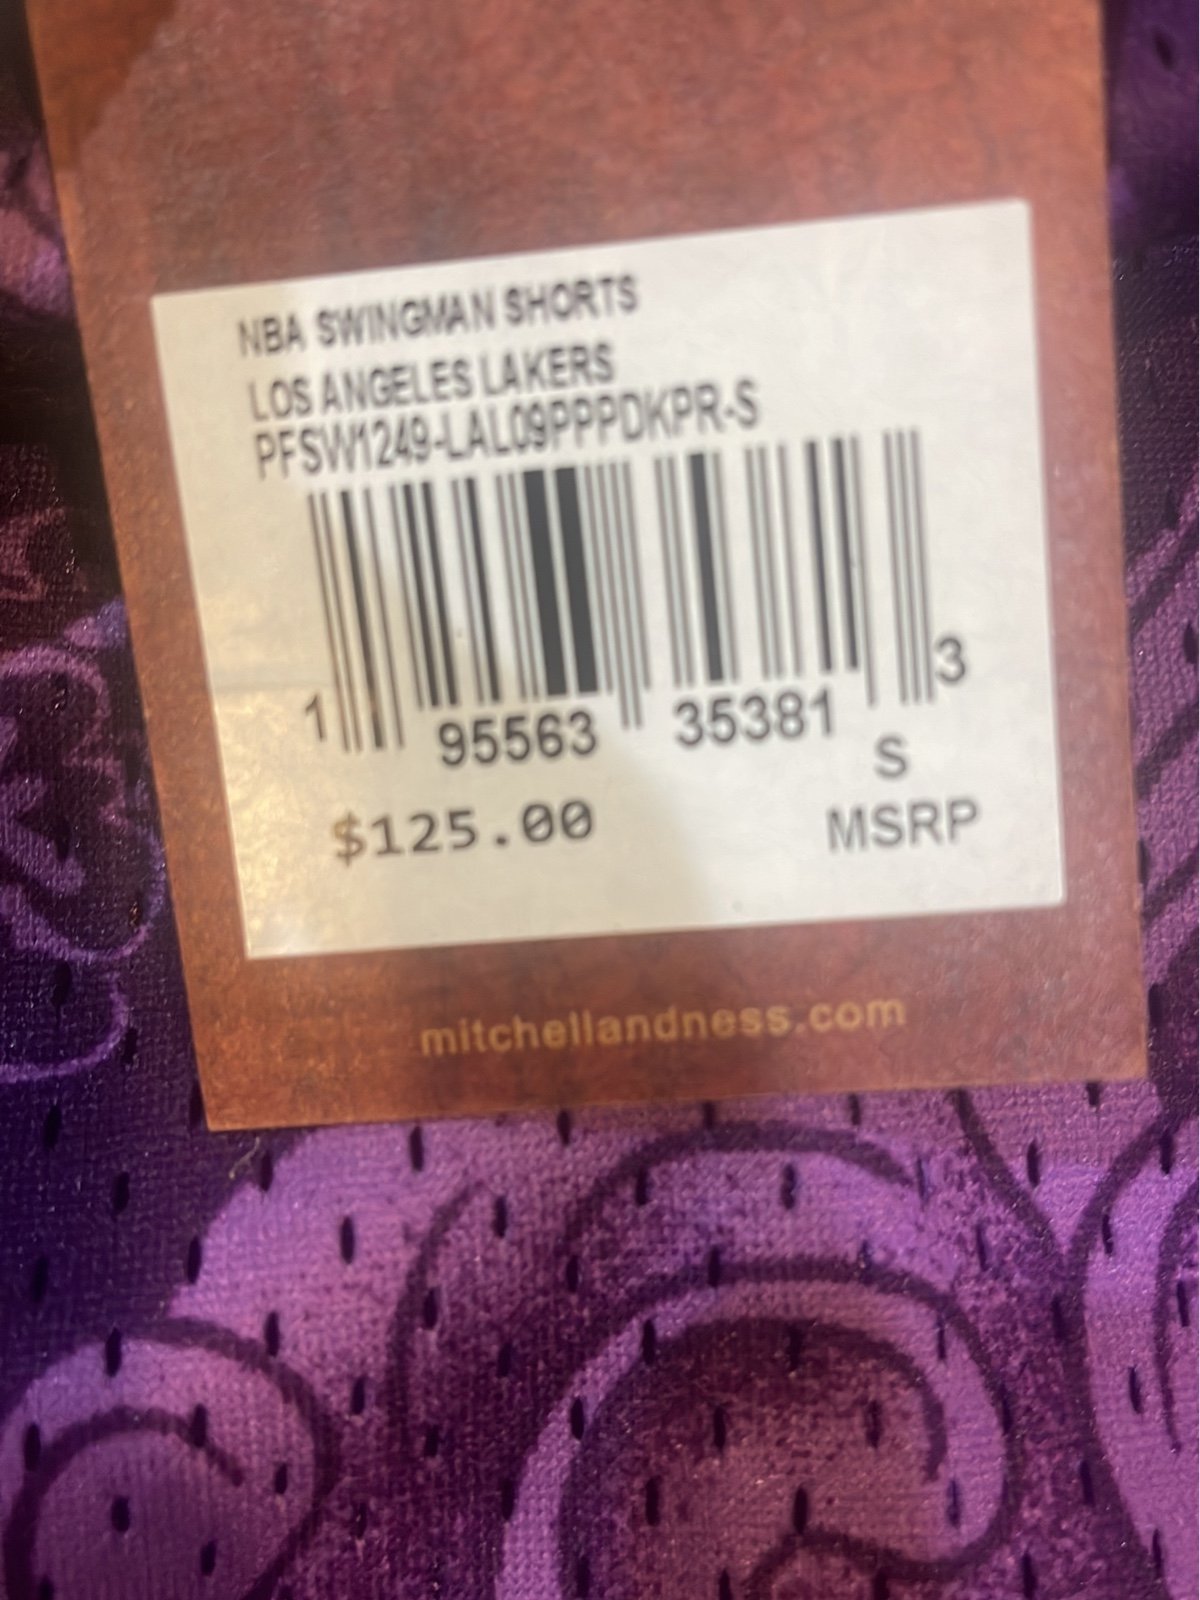 NBA SWINGMAN SHORTS
LOS ANGELES LAKERS
PFSW1249-LAL09PPPDKPR-S
1 95563 35381 3
S
$125.00 MSRP
mitchellandness.com